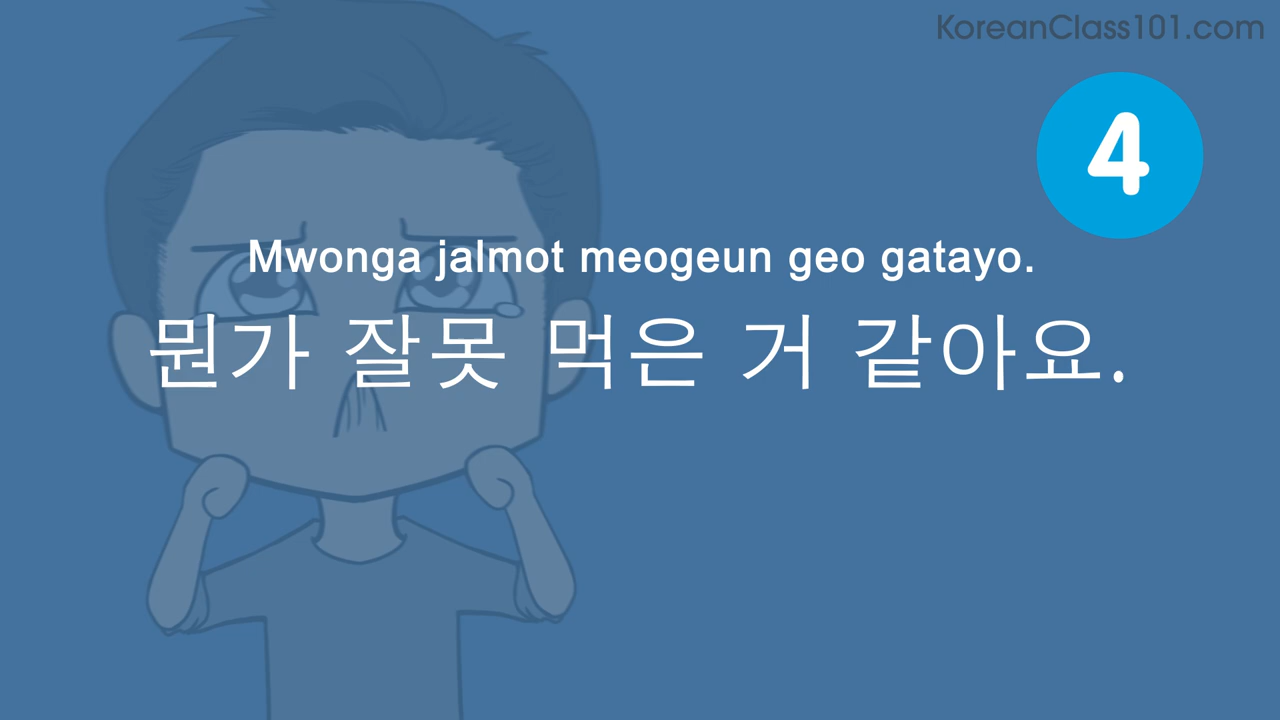 KoreanClass101.com
4
Mwonga jalmot meogeun geo gatayo.
뭔가 잘못 먹은 거 같아요.